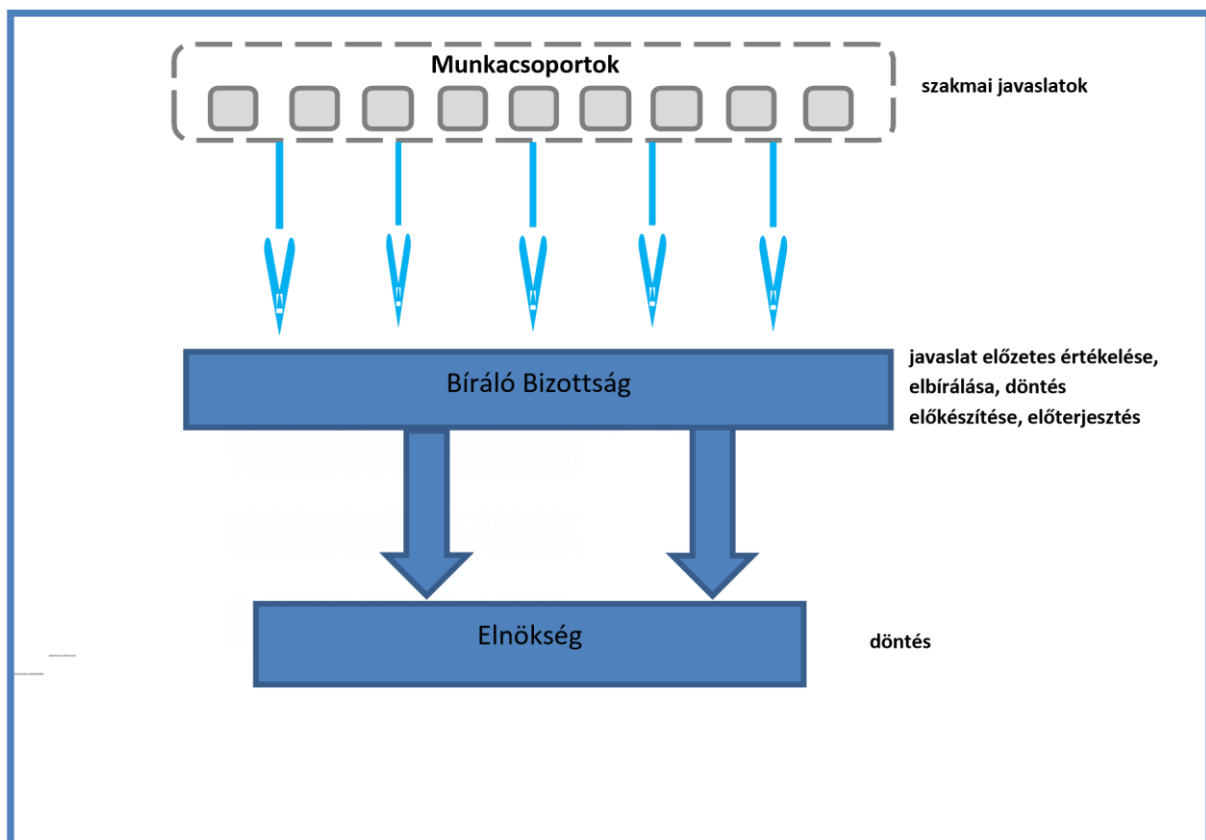 Munkacsoportok
szakmai javaslatok
Bíráló Bizottság
javaslat előzetes értékelése,
elbírálása, döntés
előkészítése, előterjesztés
Elnökség
döntés